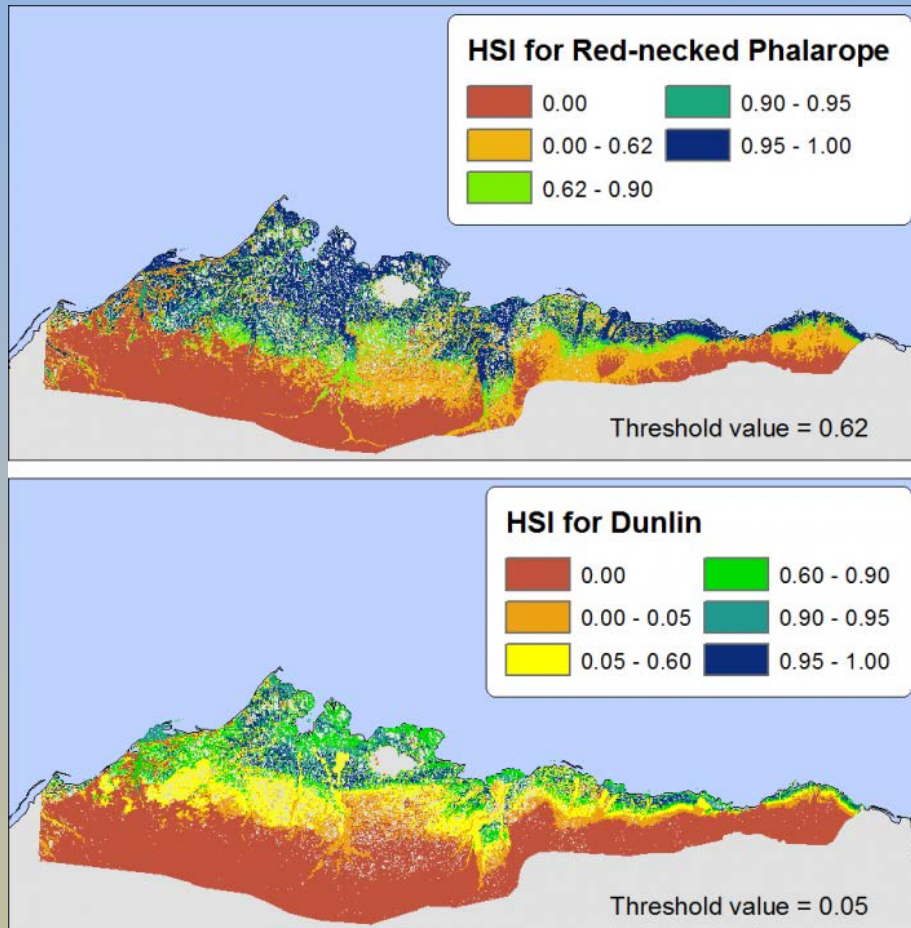 HSI for Red-necked Phalarope
0.00
0.90 - 0.95
0.00 - 0.62
0.95 - 1.00
0.62 - 0.90
Threshold value = 0.62
HSI for Dunlin
0.00
0.60 - 0.90
0.00 - 0.05
0.90 - 0.95
0.05 - 0.60
0.95 - 1.00
Threshold value = 0.05